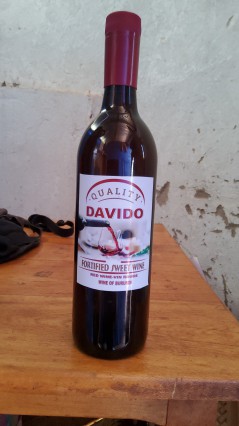 QUALITY
DAVIDO
FORTIFIED SWEET WINE
WINE OF BURUNDI